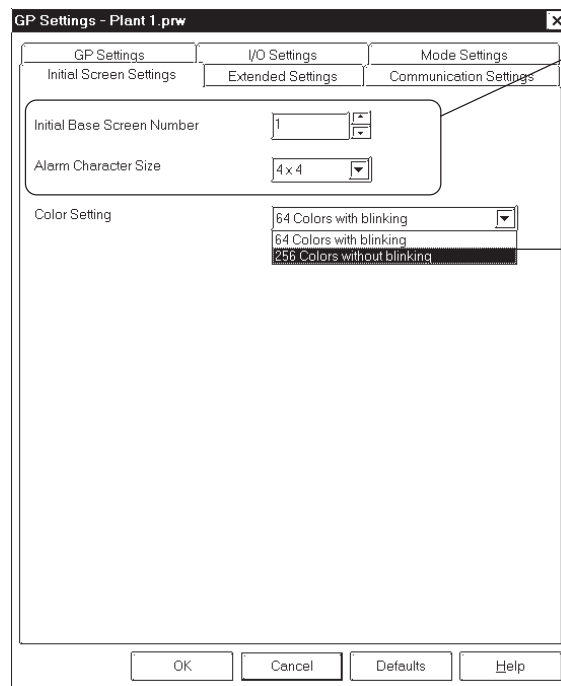 GP Settings - Plant 1.prw
GP Settings I/O Settings Mode Settings
Initial Screen Settings Extended Settings Communication Settings
Initial Base Screen Number 1
Alarm Character Size 4 x 4
Color Setting 64 Colors with blinking
64 Colors with blinking
256 Colors without blinking
OK Cancel Defaults Help